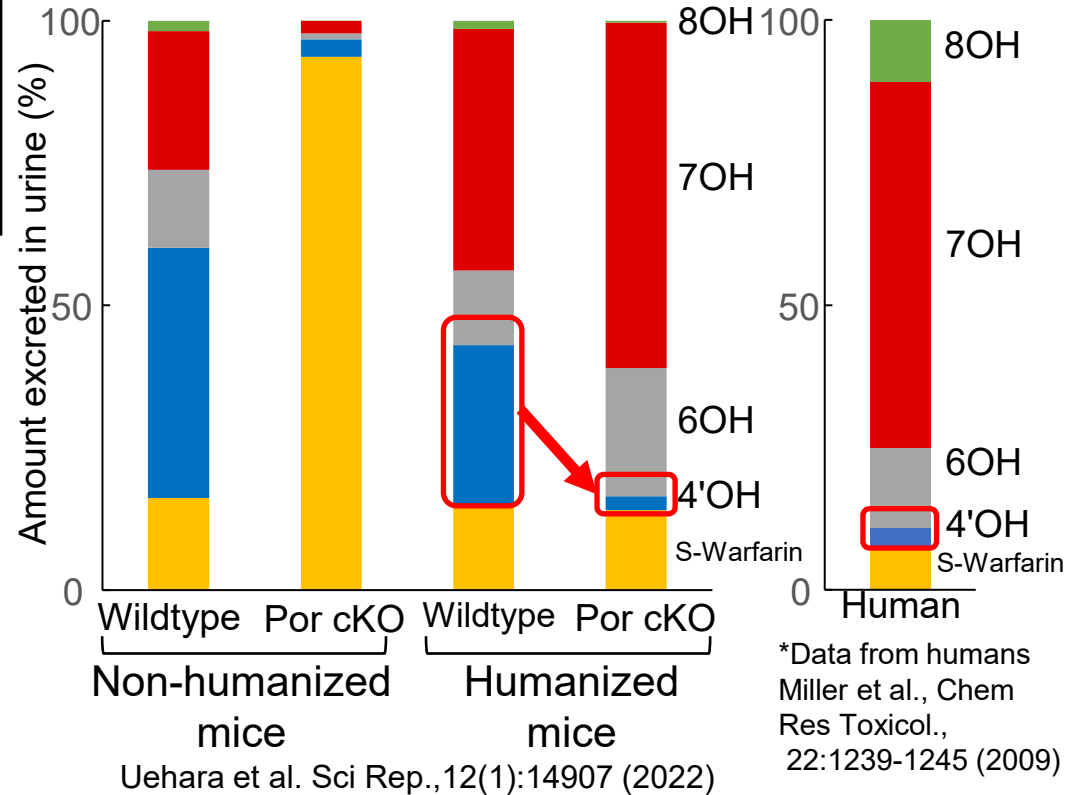 Amount excreted in urine (%)
100
50
0
8OH
7OH
6OH
4'OH
S-Warfarin
Wildtype
Por cKO
Wildtype
Por cKO
Non-humanized
mice
Humanized
mice
Uehara et al. Sci Rep.,12(1):14907 (2022)
100
50
0
8OH
7OH
6OH
4'OH
S-Warfarin
Human
*Data from humans
Miller et al., Chem
Res Toxicol.,
22:1239-1245 (2009)